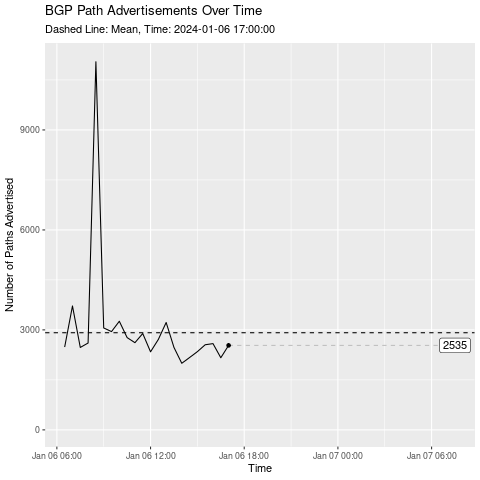 BGP Path Advertisements Over Time
Dashed Line: Mean, Time: 2024-01-06 17:00:00
Number of Paths Advertised
9000
6000
3000
0
2535
Jan 06 06:00 Jan 06 12:00 Jan 06 18:00 Jan 07 00:00 Jan 07 06:00
Time